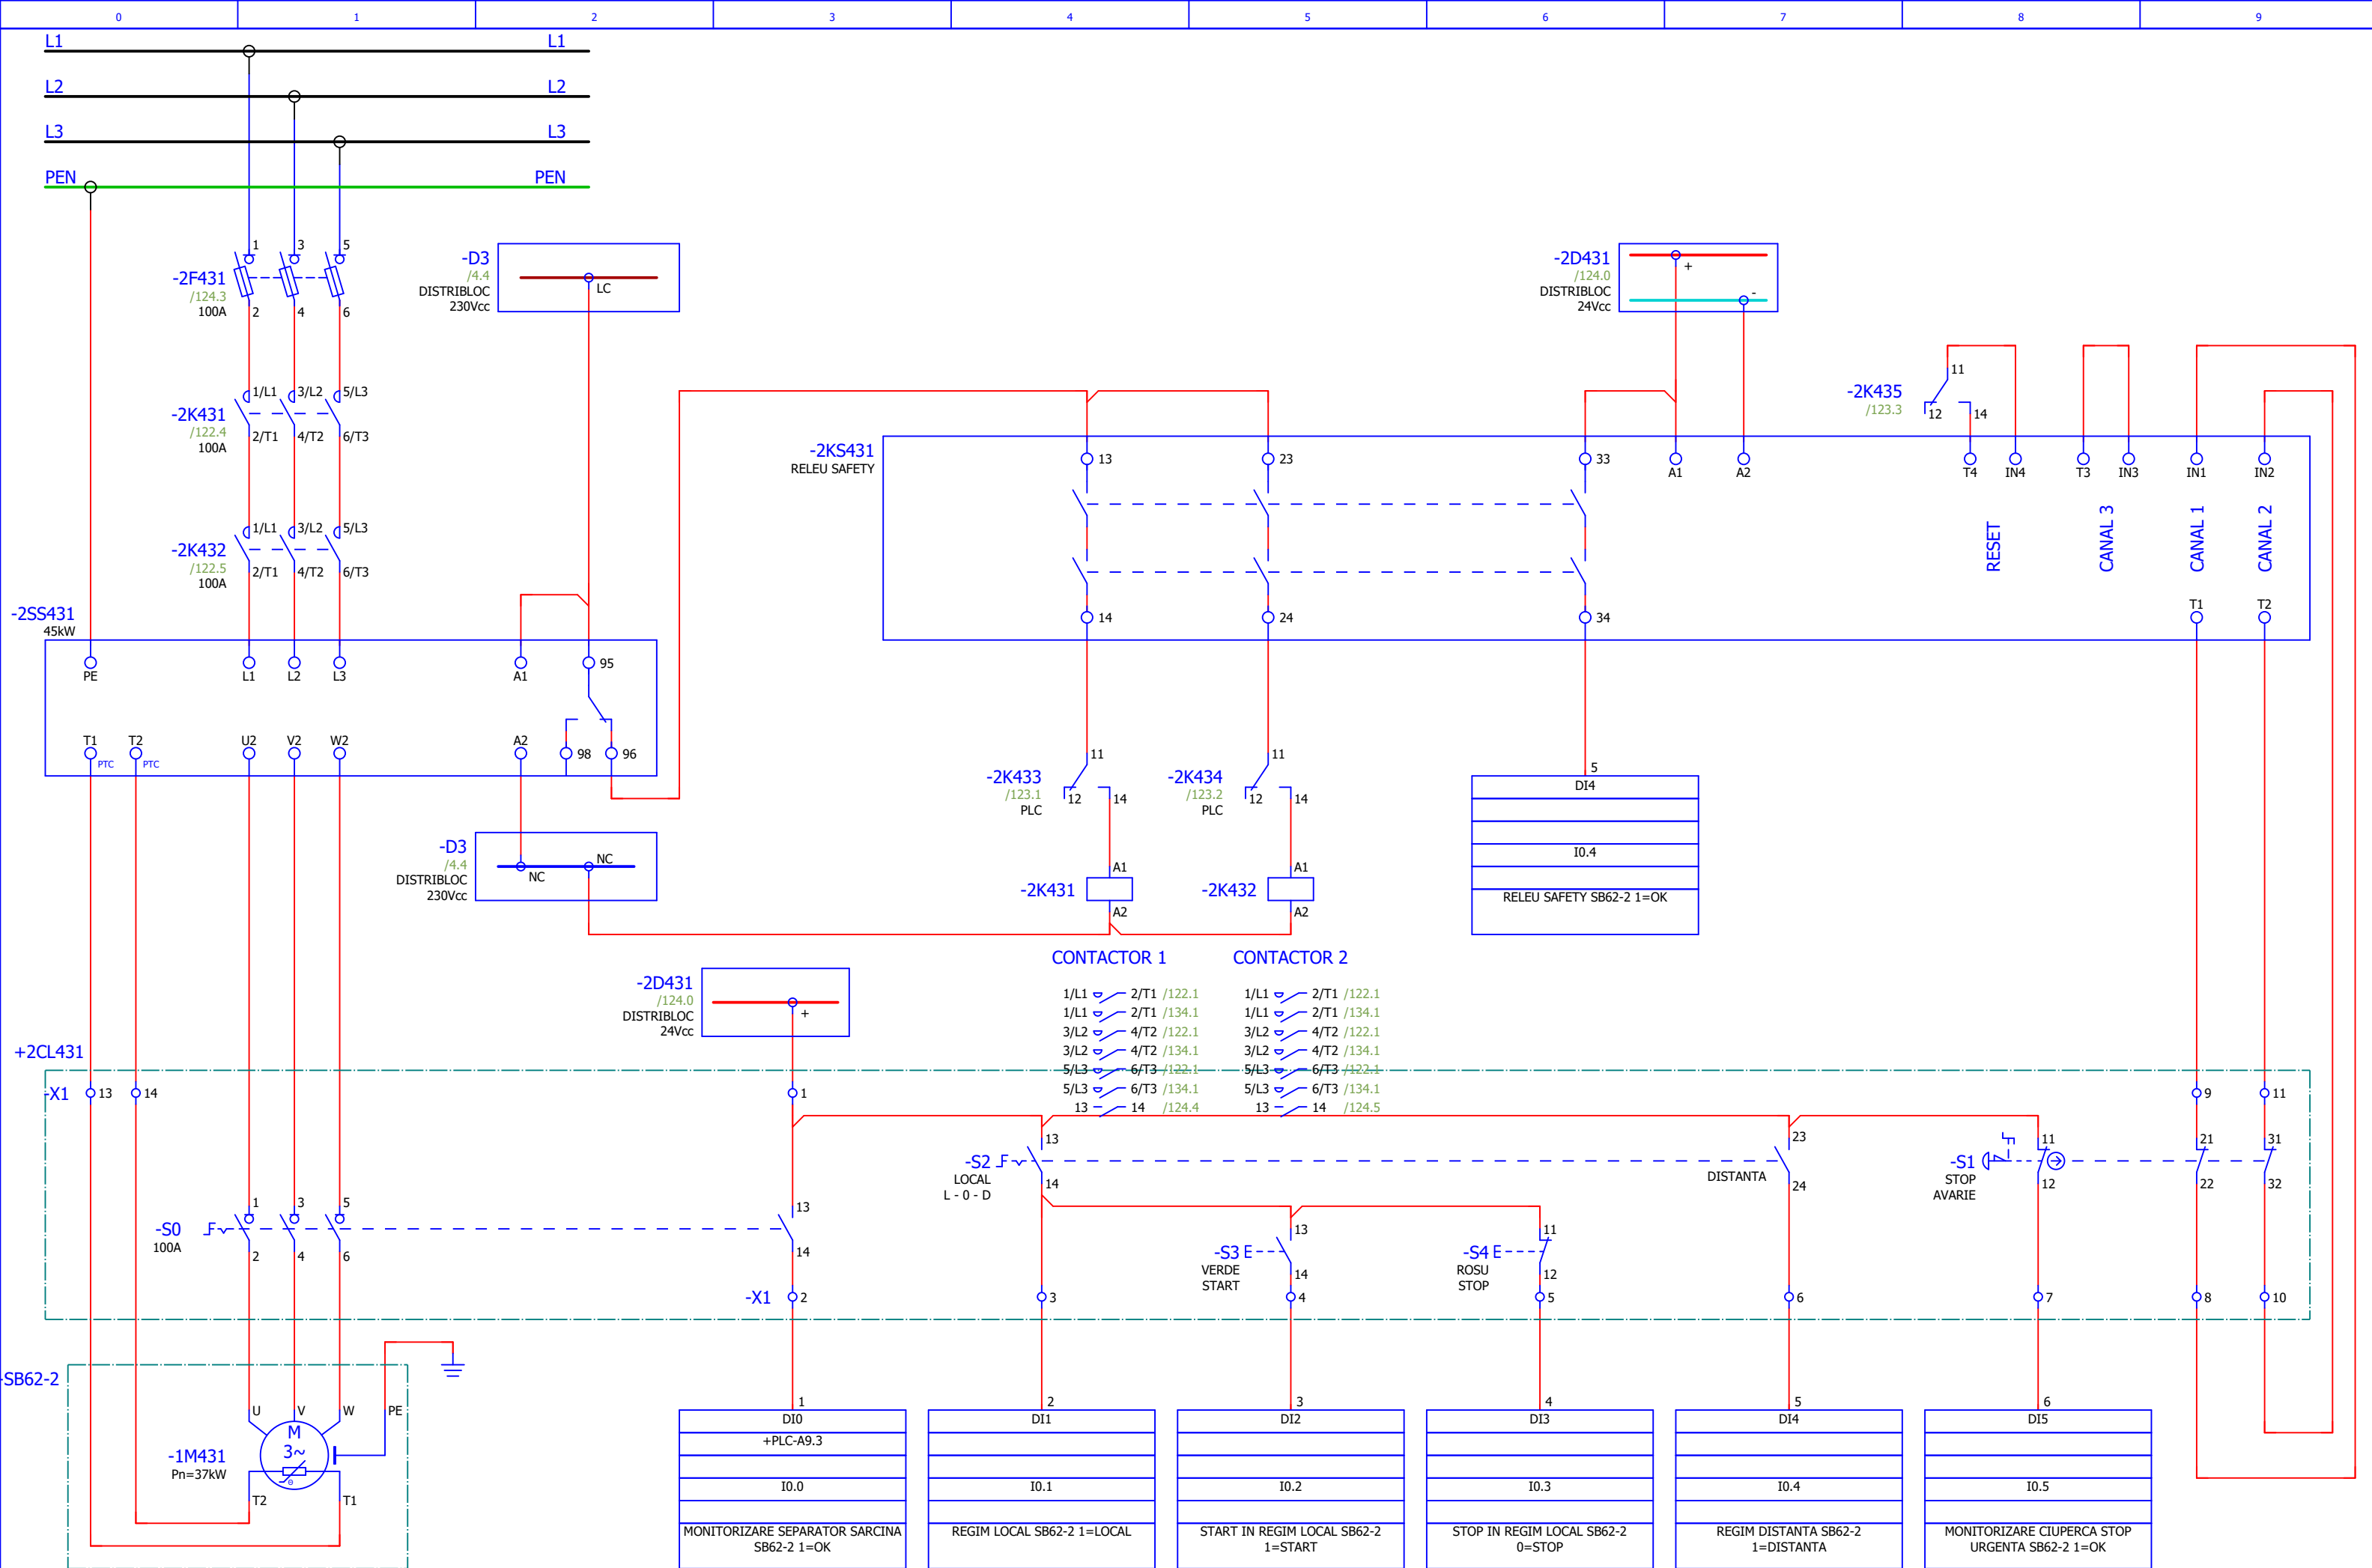 0 1 2 3 4 5 6 7 8 9
L1 L1
L2 L2
L3 L3
PEN PEN
1 3 5
-2F431
/124.3
100A
2 4 6
-D3
/4.4
DISTRIBLOC
230Vcc
LC
-2D431
/124.0
DISTRIBLOC
24Vcc
+
-
1/L1 3/L2 5/L3
-2K431
/122.4
100A
2/T1 4/T2 6/T3
-2K435
/123.3
11
12 14
1/L1 3/L2 5/L3
-2K432
/122.5
100A
2/T1 4/T2 6/T3
-2KS431
RELEU SAFETY
13 23 33
A1 A2 T4 IN4 T3 IN3 IN1 IN2
RESET
CANAL 3
CANAL 1
CANAL 2
14 24 34
T1 T2
-2SS431
45kW
PE L1 L2 L3 A1 95
T1 T2 U2 V2 W2 A2 98 96
PTC PTC
-2K433
/123.1
PLC
11
12 14
-2K434
/123.2
PLC
11
12 14
5
DI4
I0.4
RELEU SAFETY SB62-2 1=OK
-D3
/4.4
DISTRIBLOC
230Vcc
NC
NC
A1
-2K431
A2
A1
-2K432
A2
CONTACTOR 1
1/L1 2/T1 /122.1
1/L1 2/T1 /134.1
3/L2 4/T2 /122.1
3/L2 4/T2 /134.1
5/L3 6/T3 /122.1
5/L3 6/T3 /134.1
13 14 /124.4
CONTACTOR 2
1/L1 2/T1 /122.1
1/L1 2/T1 /134.1
3/L2 4/T2 /122.1
3/L2 4/T2 /134.1
5/L3 6/T3 /122.1
5/L3 6/T3 /134.1
13 14 /124.5
-2D431
/124.0
DISTRIBLOC
24Vcc
+
+2CL431
-X1 13 14 1 9 11
-S2
LOCAL
L - 0 - D
13
14
DISTANTA
23
24
-S1
STOP
AVARIE
11
12
21
22
31
32
-S0
100A
1 3 5
2 4 6
13
14
-S3
VERDE
START
13
14
-S4
ROSU
STOP
11
12
-X1 2 3 4 5 6 7 8 10
-SB62-2
U V W PE
M
3~
-1M431
Pn=37kW
T2 T1
1
DI0
+PLC-A9.3
I0.0
MONITORIZARE SEPARATOR SARCINA
SB62-2 1=OK
2
DI1
I0.1
REGIM LOCAL SB62-2 1=LOCAL
3
DI2
I0.2
START IN REGIM LOCAL SB62-2
1=START
4
DI3
I0.3
STOP IN REGIM LOCAL SB62-2
0=STOP
5
DI4
I0.4
REGIM DISTANTA SB62-2
1=DISTANTA
6
DI5
I0.5
MONITORIZARE CIUPERCA STOP
URGENTA SB62-2 1=OK